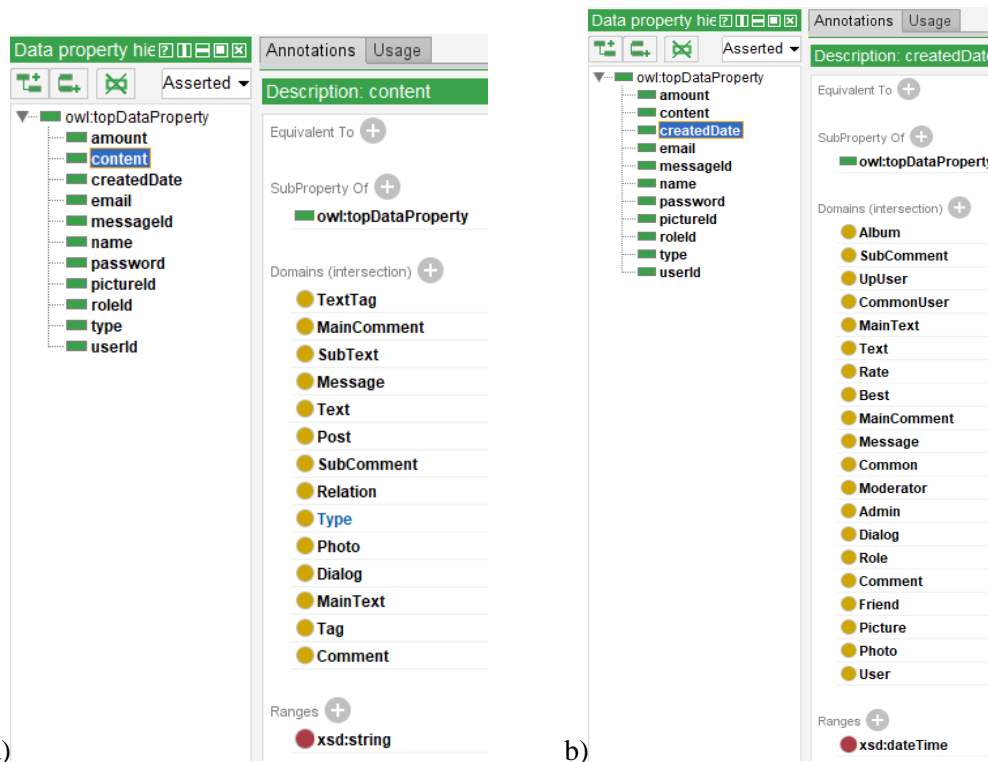 Data property hie
Annotations Usage
Asserted
Description: content
owl:topDataProperty
amount
content
createdDate
email
messageId
name
password
pictureId
roleId
type
userId
Equivalent To
SubProperty Of
owl:topDataProperty
Domains (intersection)
TextTag
MainComment
SubText
Message
Text
Post
SubComment
Relation
Type
Photo
Dialog
MainText
Tag
Comment
Ranges
xsd:string
)
Data property hie
Annotations Usage
Asserted
Description: createdDate
owl:topDataProperty
amount
content
createdDate
email
messageId
name
password
pictureId
roleId
type
userId
Equivalent To
SubProperty Of
owl:topDataProperty
Domains (intersection)
Album
SubComment
UpUser
CommonUser
MainText
Text
Rate
Best
MainComment
Message
Common
Moderator
Admin
Dialog
Role
Comment
Friend
Picture
Photo
User
Ranges
xsd:dateTime
b)